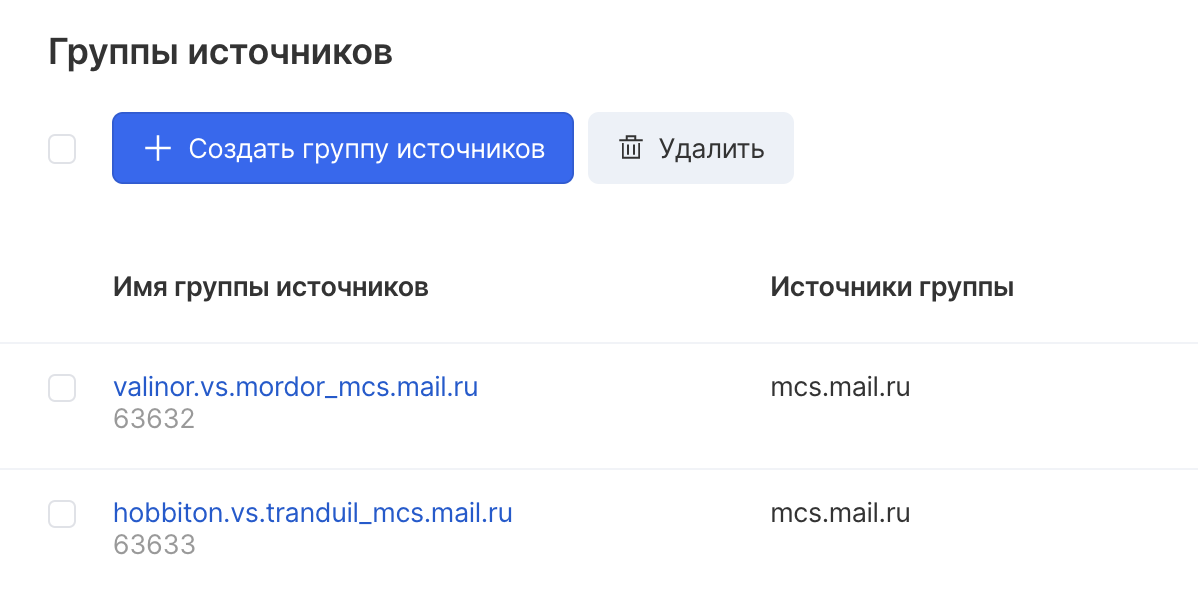 Группы источников
Создать группу источников
Удалить
Имя группы источников Источники группы
valinor.vs.mordor_mcs.mail.ru mcs.mail.ru
63632
hobbiton.vs.tranduil_mcs.mail.ru mcs.mail.ru
63633